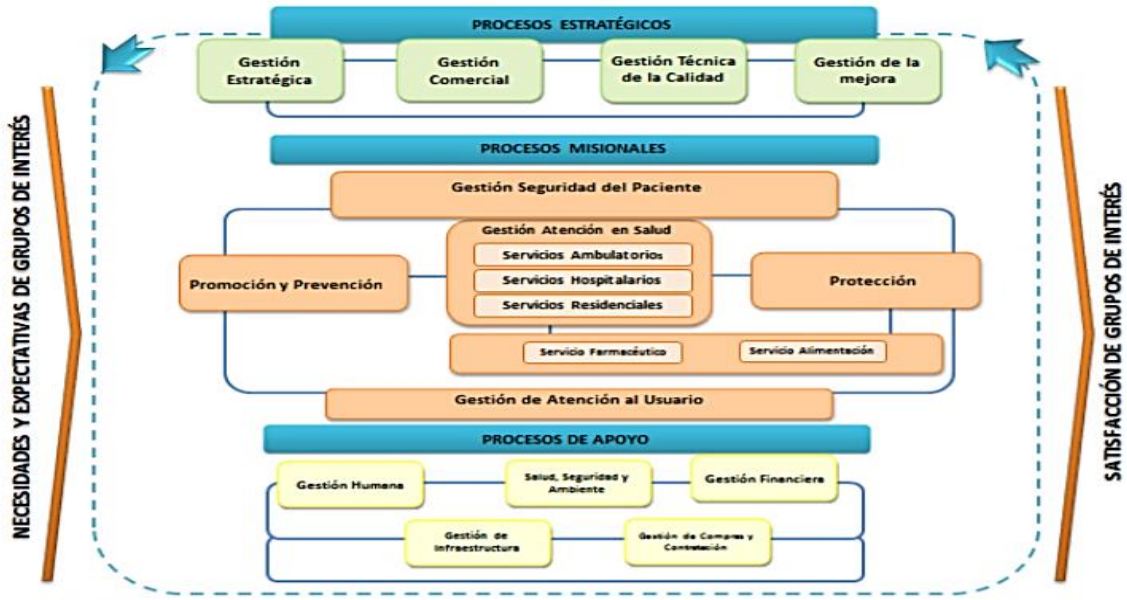 PROCESOS ESTRATÉGICOS
Gestión
Estratégica
Gestión
Comercial
Gestión Técnica
de la Calidad
Gestión de la
mejora
NECESIDADES Y EXPECTATIVAS DE GRUPOS DE INTERÉS
PROCESOS MISIONALES
Gestión Seguridad del Paciente
Gestión Atención en Salud
Servicios Ambulatorios
Servicios Hospitalarios
Servicios Residenciales
Promoción y Prevención
Protección
Servicio Farmacéutico
Servicio Alimentación
Gestión de Atención al Usuario
SATISFACCIÓN DE GRUPOS DE INTERÉS
PROCESOS DE APOYO
Gestión Humana
Salud, Seguridad y
Ambiente
Gestión Financiera
Gestión de
Infraestructura
Gestión de Compras y
Contratación